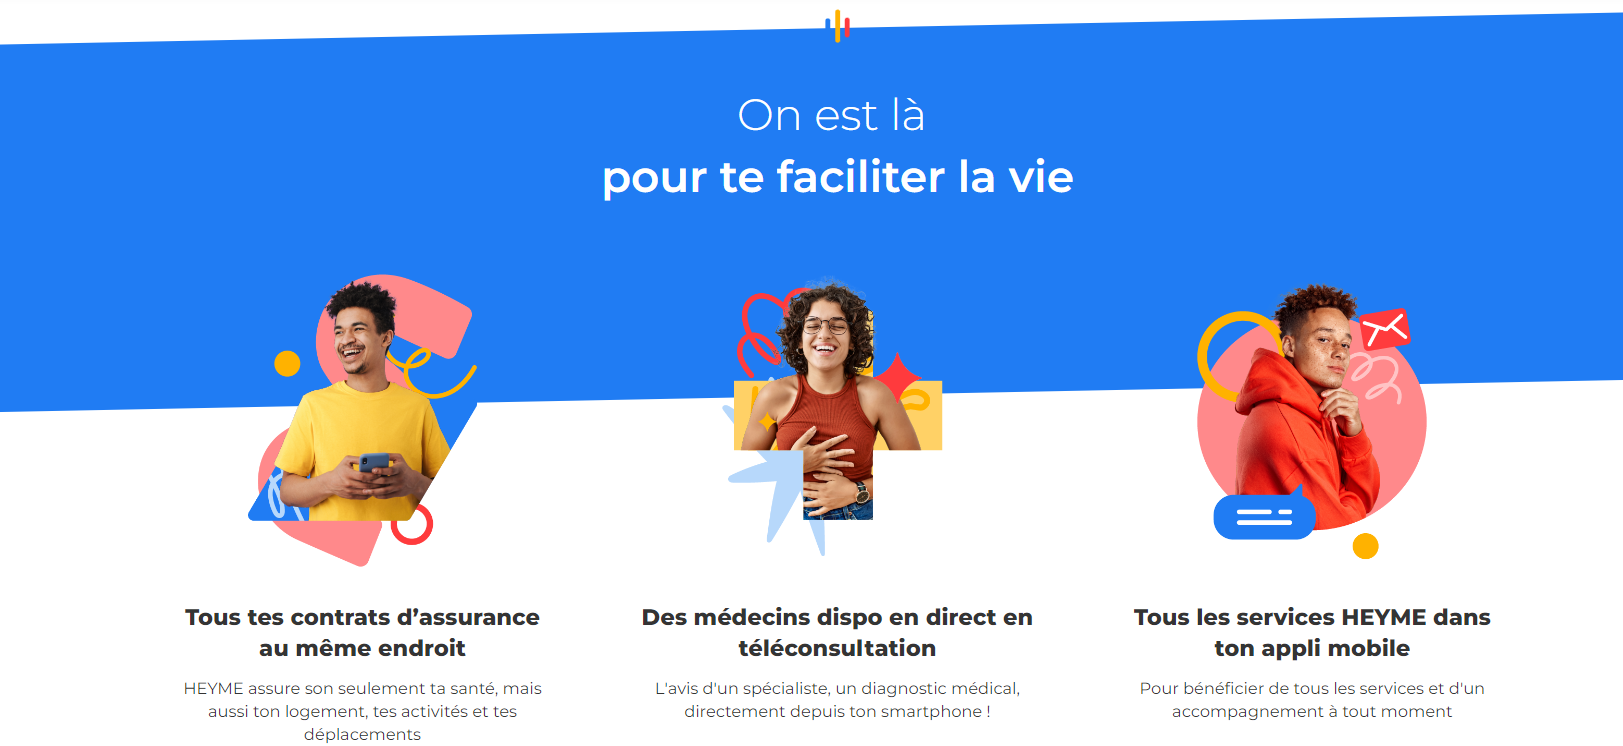 On est là
pour te faciliter la vie
Tous tes contrats d’assurance
au même endroit
HEYME assure son seulement ta santé, mais
aussi ton logement, tes activités et tes
déplacements
Des médecins dispo en direct en
téléconsultation
L'avis d'un spécialiste, un diagnostic médical,
directement depuis ton smartphone !
Tous les services HEYME dans
ton appli mobile
Pour bénéficier de tous les services et d'un
accompagnement à tout moment